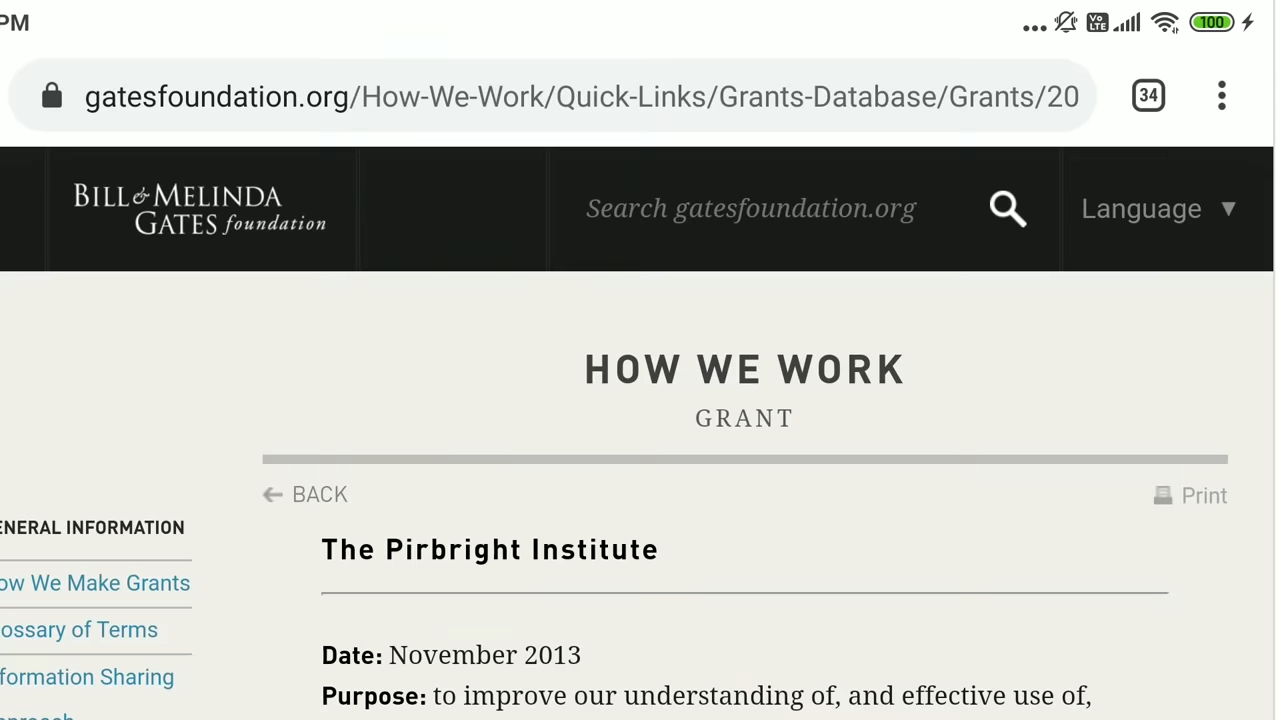 PM
Vo LTE
100
gatesfoundation.org/How-We-Work/Quick-Links/Grants-Database/Grants/20
34
BILL & MELINDA
GATES foundation
Search gatesfoundation.org
Language ▼
HOW WE WORK
GRANT
← BACK
Print
ENERAL INFORMATION
The Pirbright Institute
ow We Make Grants
ossary of Terms
Date: November 2013
formation Sharing
Purpose: to improve our understanding of, and effective use of,